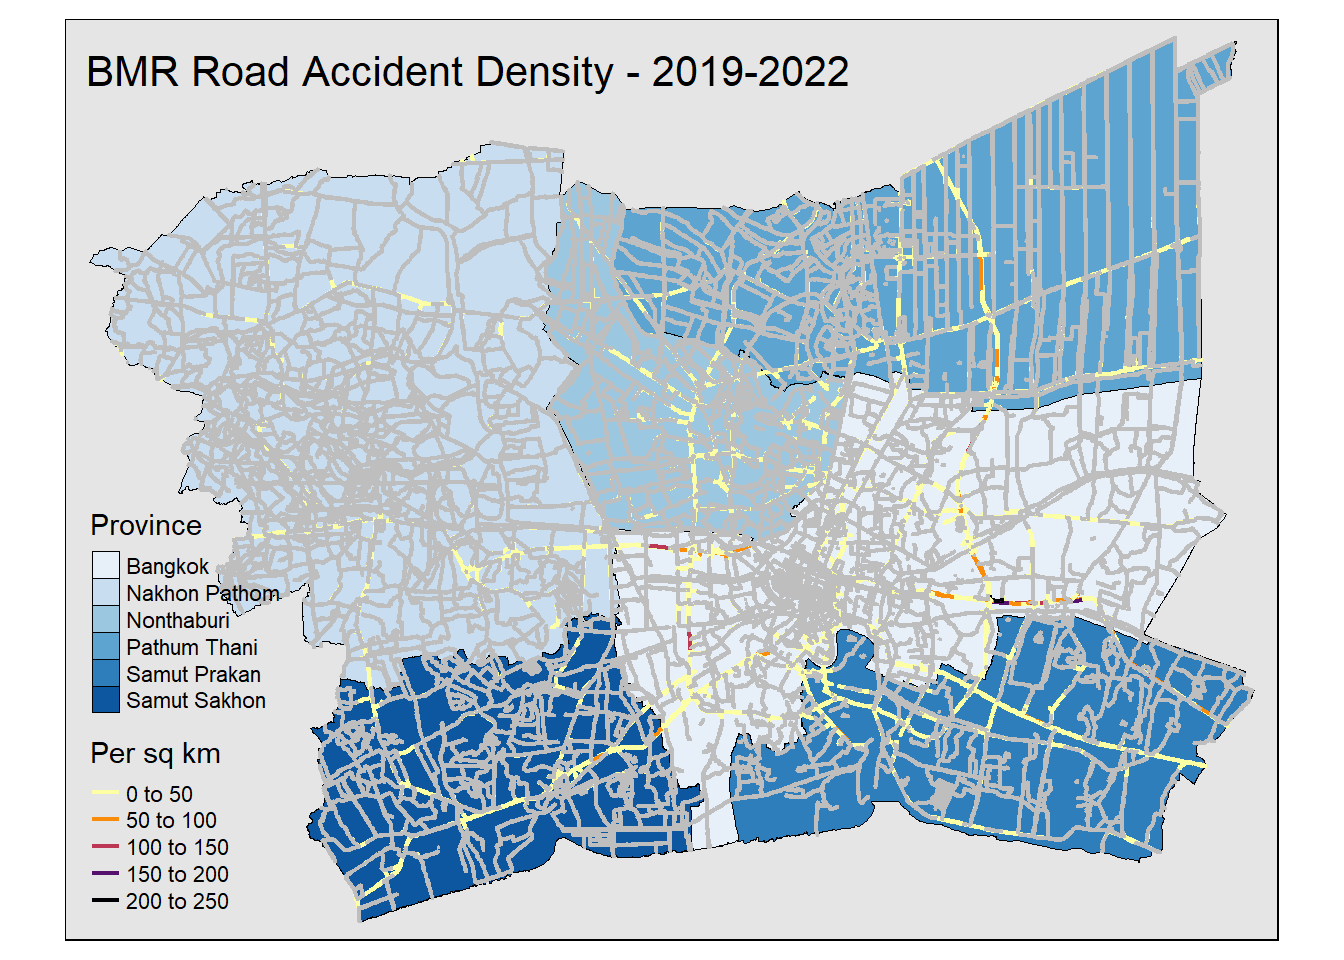 BMR Road Accident Density - 2019-2022
Province
Bangkok
Nakhon Pathom
Nonthaburi
Pathum Thani
Samut Prakan
Samut Sakhon
Per sq km
0 to 50
50 to 100
100 to 150
150 to 200
200 to 250